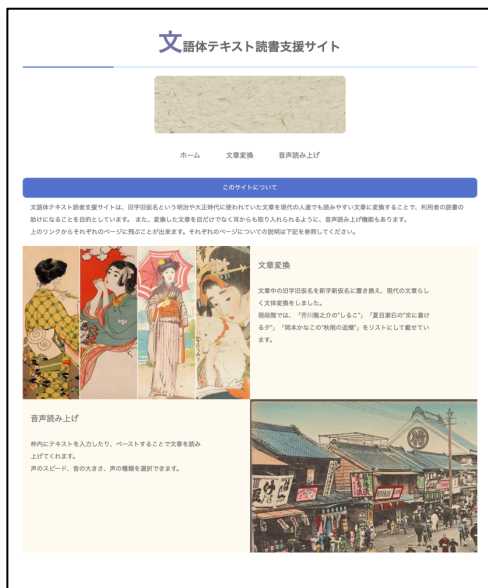 文語体テキスト読書支援サイト
ホーム 文章変換 音声読み上げ
このサイトについて
文語体テキスト読者支援サイトは、旧字旧仮名という明治や大正時代に使われていた文章を現代の人達でも読みやすい文章に変換することで、利用者の読書の
助けになることを目的としています。 また、変換した文章を目だけでなく耳からも取り入れられるように、音声読み上げ機能もあります。
上のリンクからそれぞれのページに飛ぶことが出来ます。それぞれのページについての説明は下記を参照してください。
文章変換
文章中の旧字旧仮名を新字新仮名に置き換え、現代の文章らし
く文体変換をしました。
現段階では、「芥川龍之介の"しるこ"」「夏目漱石の"京に着け
る夕"」「岡本かなこの"秋雨の追憶"」をリストにして載せてい
ます。
音声読み上げ
枠内にテキストを入力したり、ペーストすることで文章を読み
上げてくれます。
声のスピード、音の大きさ、声の種類を選択できます。